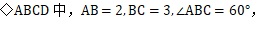 ◇ABCD 中，AB = 2, BC = 3, ∠ABC = 60°，